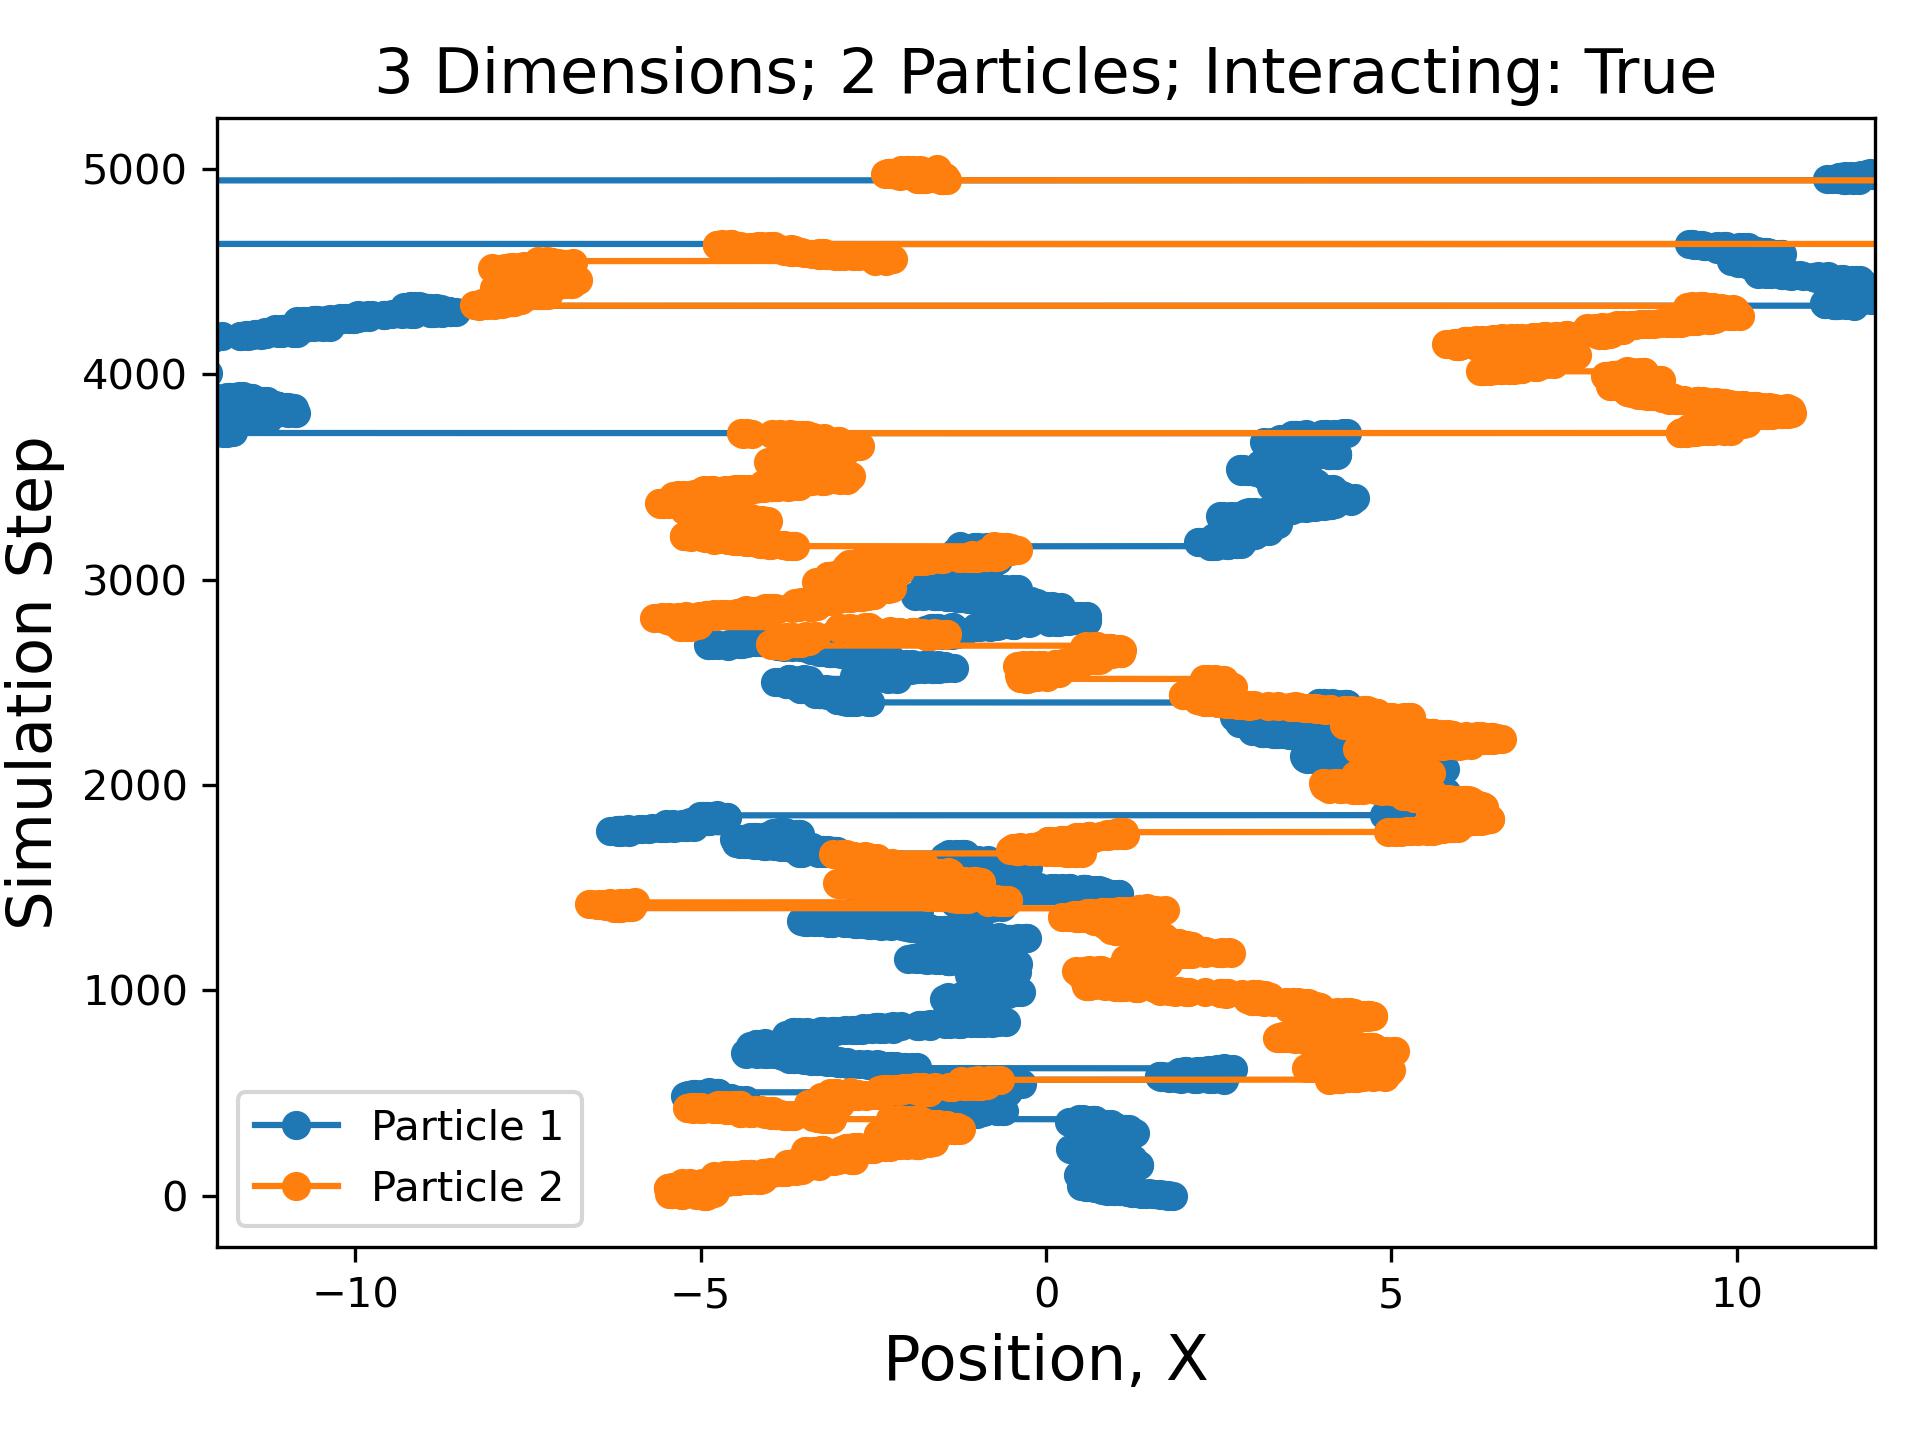 3 Dimensions; 2 Particles; Interacting: True
Simulation Step
5000
4000
3000
2000
1000
0
Particle 1
Particle 2
−10
−5
0
5
10
Position, X